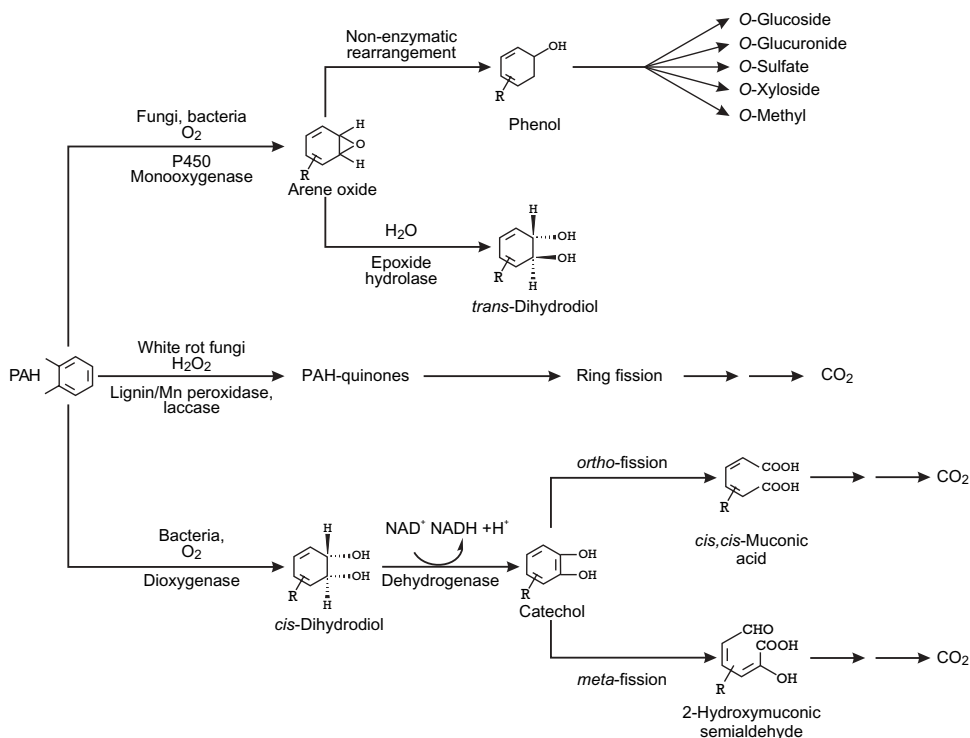 Non-enzymatic
rearrangement
OH
R
Phenol
O-Glucoside
O-Glucuronide
O-Sulfate
O-Xyloside
O-Methyl
Fungi, bacteria
O₂
P450
Monooxygenase
H
O
H
R
Arene oxide
H₂O
Epoxide
hydrolase
H
OH
OH
R
H
trans-Dihydrodiol
PAH
White rot fungi
H₂O₂
Lignin/Mn peroxidase,
laccase
PAH-quinones
Ring fission
CO₂
Bacteria,
O₂
Dioxygenase
H
OH
OH
R
H
cis-Dihydrodiol
NAD⁺ NADH +H⁺
Dehydrogenase
OH
OH
R
Catechol
ortho-fission
COOH
COOH
R
cis,cis-Muconic
acid
CO₂
meta-fission
CHO
COOH
OH
R
2-Hydroxymuconic
semialdehyde
CO₂